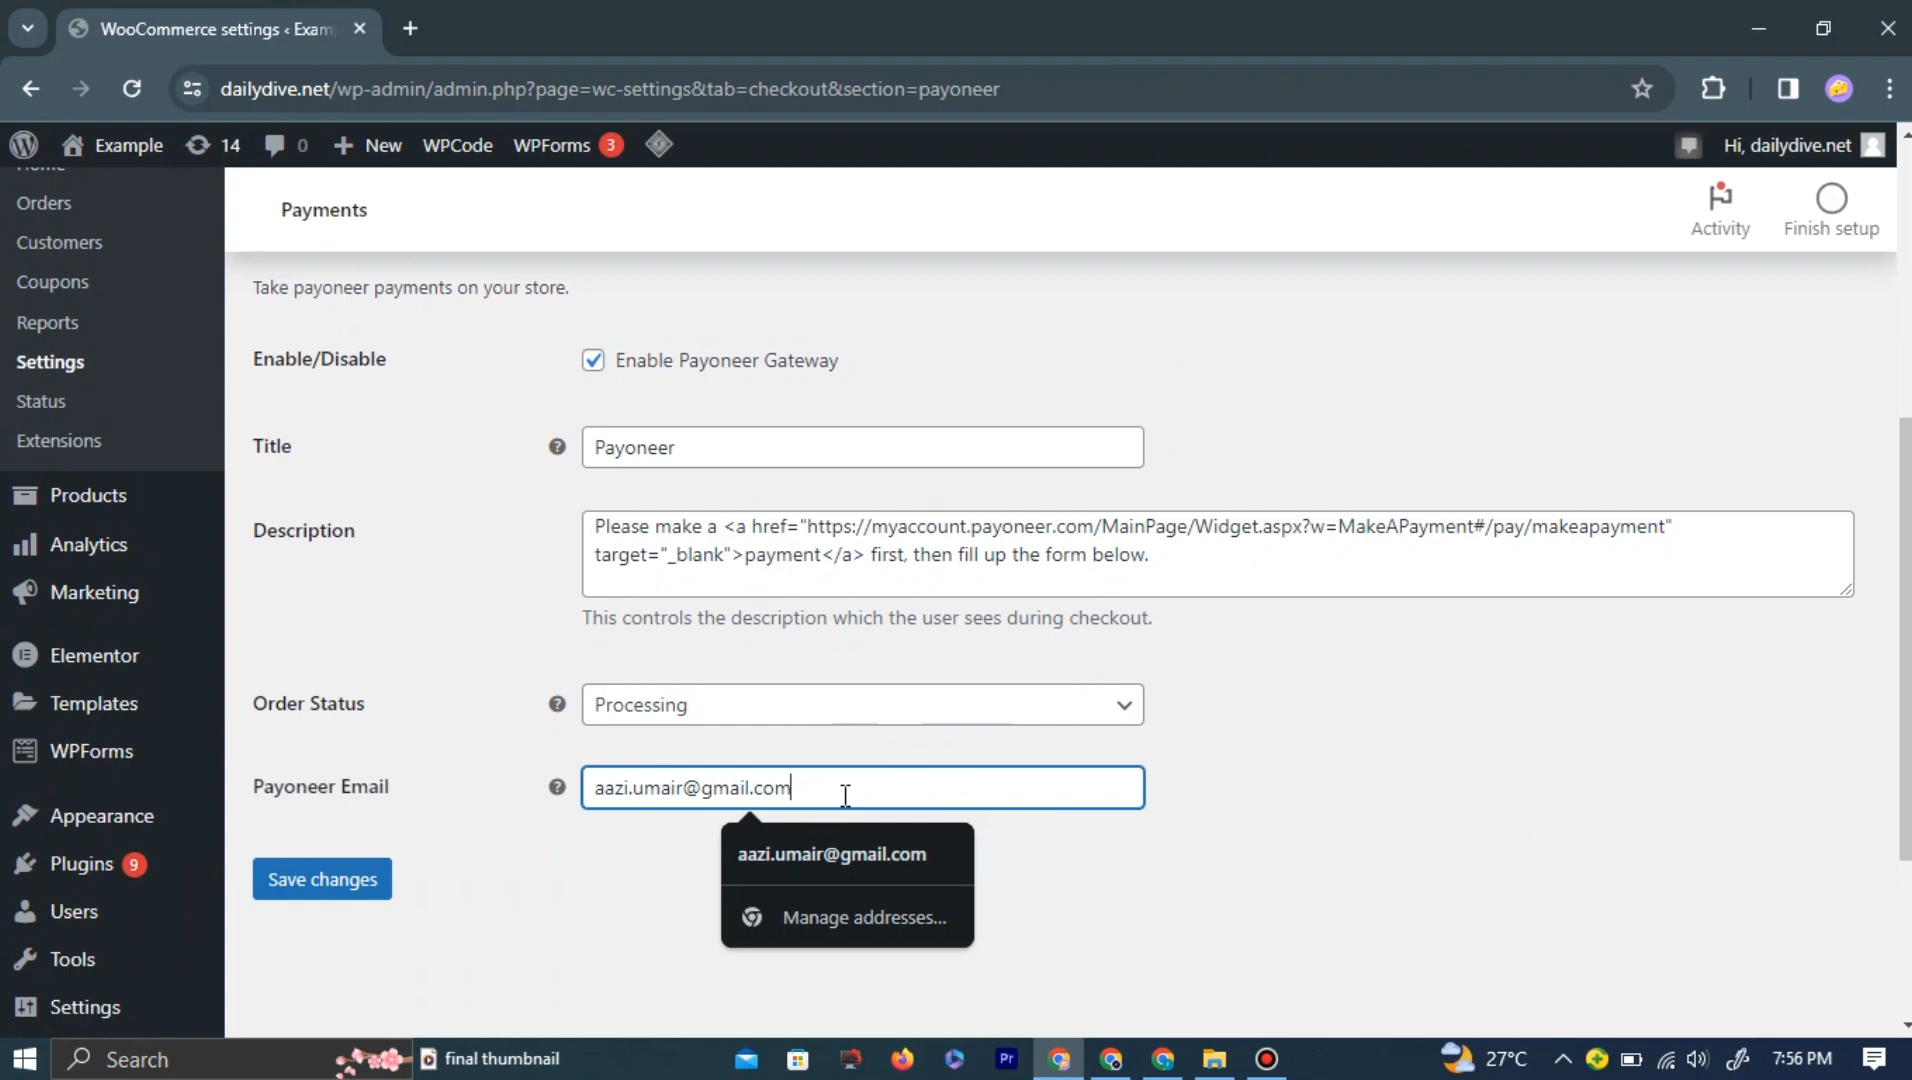 WooCommerce settings ‹ Exam
dailydive.net/wp-admin/admin.php?page=wc-settings&tab=checkout&section=payoneer
Example 14 0 New WPCode WPForms 3 Hi, dailydive.net
Home
Orders
Customers
Coupons
Reports
Settings
Status
Extensions
Products
Analytics
Marketing
Elementor
Templates
WPForms
Appearance
Plugins 9
Users
Tools
Settings
Payments
Activity
Finish setup
Take payoneer payments on your store.
Enable/Disable
Enable Payoneer Gateway
Title
Payoneer
Description
Please make a <a href="https://myaccount.payoneer.com/MainPage/Widget.aspx?w=MakeAPayment#/pay/makeapayment"
target="_blank">payment</a> first, then fill up the form below.
This controls the description which the user sees during checkout.
Order Status
Processing
Payoneer Email
aazi.umair@gmail.com
aazi.umair@gmail.com
Manage addresses...
Save changes
Search
final thumbnail
Pr
27°C
7:56 PM